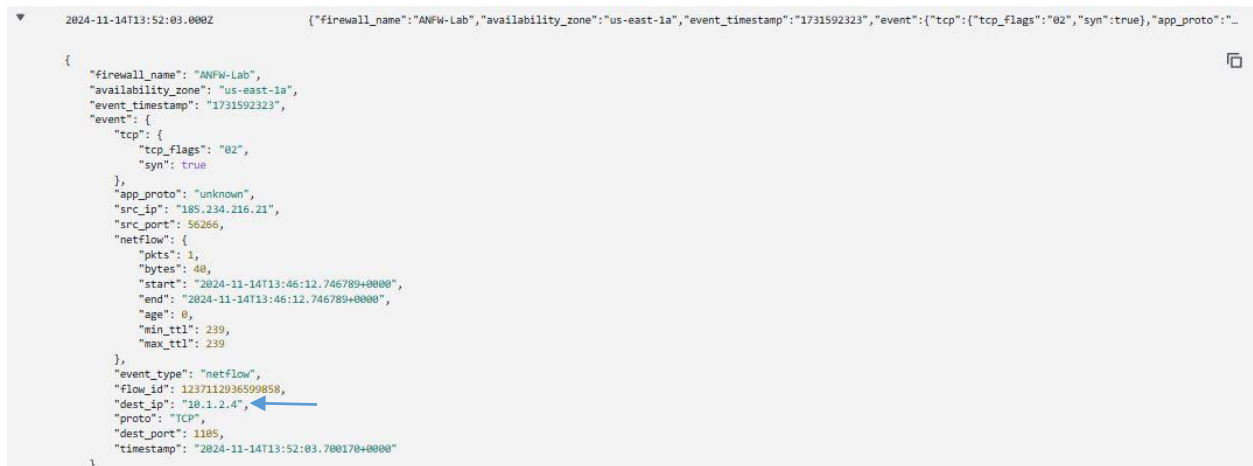 2024-11-14T13:52:03.000Z {"firewall_name":"ANFW-Lab","availability_zone":"us-east-1a","event_timestamp":"1731592323","event":{"tcp":{"tcp_flags":"02","syn":true},"app_proto":"…
{
"firewall_name": "ANFW-Lab",
"availability_zone": "us-east-1a",
"event_timestamp": "1731592323",
"event": {
"tcp": {
"tcp_flags": "02",
"syn": true
},
"app_proto": "unknown",
"src_ip": "185.234.216.21",
"src_port": 56266,
"netflow": {
"pkts": 1,
"bytes": 40,
"start": "2024-11-14T13:46:12.746789+0000",
"end": "2024-11-14T13:46:12.746789+0000",
"age": 0,
"min_ttl": 239,
"max_ttl": 239
},
"event_type": "netflow",
"flow_id": 1237112936599858,
"dest_ip": "10.1.2.4",
"proto": "TCP",
"dest_port": 1105,
"timestamp": "2024-11-14T13:52:03.700170+0000"
}